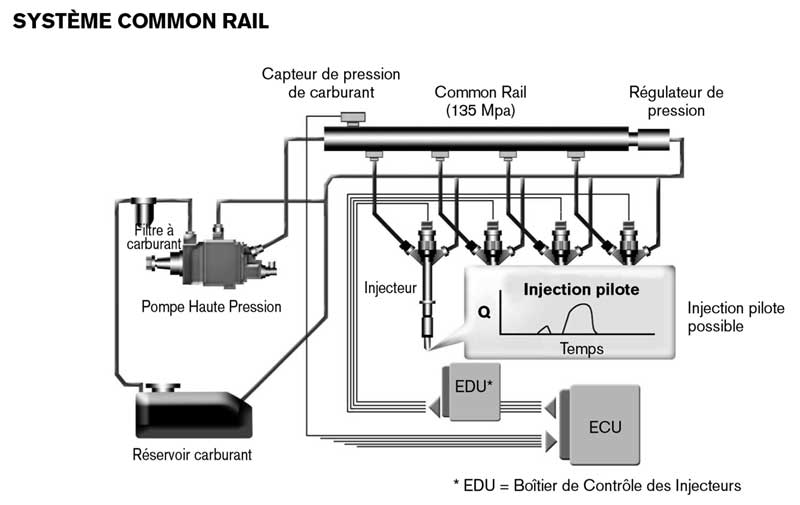 SYSTÈME COMMON RAIL
Capteur de pression
de carburant
Common Rail
(135 Mpa)
Régulateur de
pression
Filtre à
carburant
Pompe Haute Pression
Injecteur
Injection pilote
Q
Temps
Injection pilote
possible
EDU*
ECU
Réservoir carburant
* EDU = Boîtier de Contrôle des Injecteurs